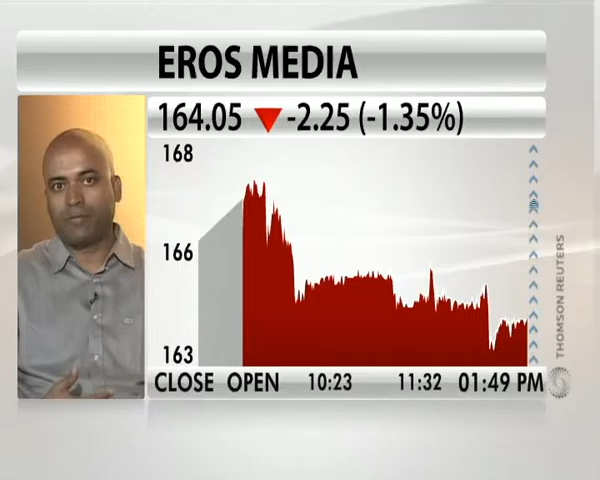 EROS MEDIA
164.05 ▼ -2.25 (-1.35%)
168
166
163
CLOSE OPEN 10:23 11:32 01:49 PM
THOMSON REUTERS